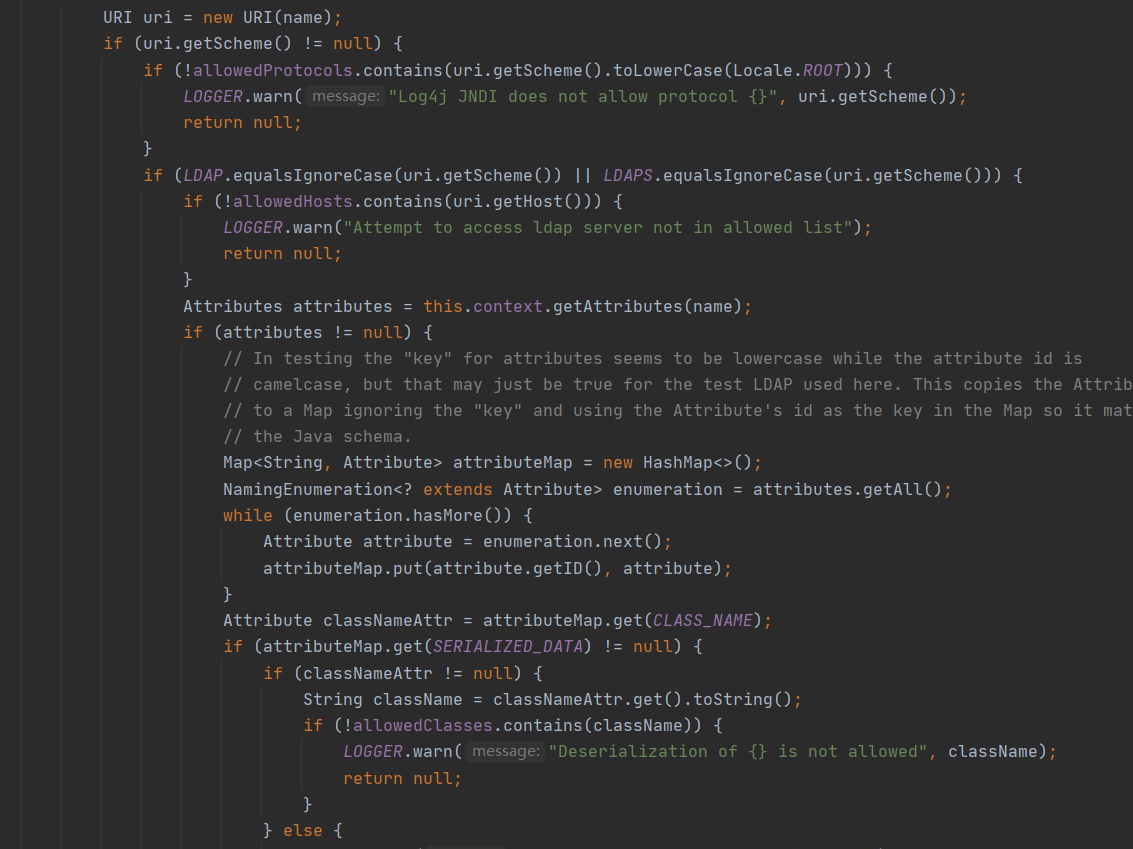 URI uri = new URI(name);
if (uri.getScheme() != null) {
if (!allowedProtocols.contains(uri.getScheme().toLowerCase(Locale.ROOT))) {
LOGGER.warn( message: "Log4j JNDI does not allow protocol {}", uri.getScheme());
return null;
}
if (LDAP.equalsIgnoreCase(uri.getScheme()) || LDAPS.equalsIgnoreCase(uri.getScheme())) {
if (!allowedHosts.contains(uri.getHost())) {
LOGGER.warn("Attempt to access ldap server not in allowed list");
return null;
}
Attributes attributes = this.context.getAttributes(name);
if (attributes != null) {
// In testing the "key" for attributes seems to be lowercase while the attribute id is
// camelcase, but that may just be true for the test LDAP used here. This copies the Attrib
// to a Map ignoring the "key" and using the Attribute's id as the key in the Map so it mat
// the Java schema.
Map<String, Attribute> attributeMap = new HashMap<>();
NamingEnumeration<? extends Attribute> enumeration = attributes.getAll();
while (enumeration.hasMore()) {
Attribute attribute = enumeration.next();
attributeMap.put(attribute.getID(), attribute);
}
Attribute classNameAttr = attributeMap.get(CLASS_NAME);
if (attributeMap.get(SERIALIZED_DATA) != null) {
if (classNameAttr != null) {
String className = classNameAttr.get().toString();
if (!allowedClasses.contains(className)) {
LOGGER.warn( message: "Deserialization of {} is not allowed", className);
return null;
}
} else {